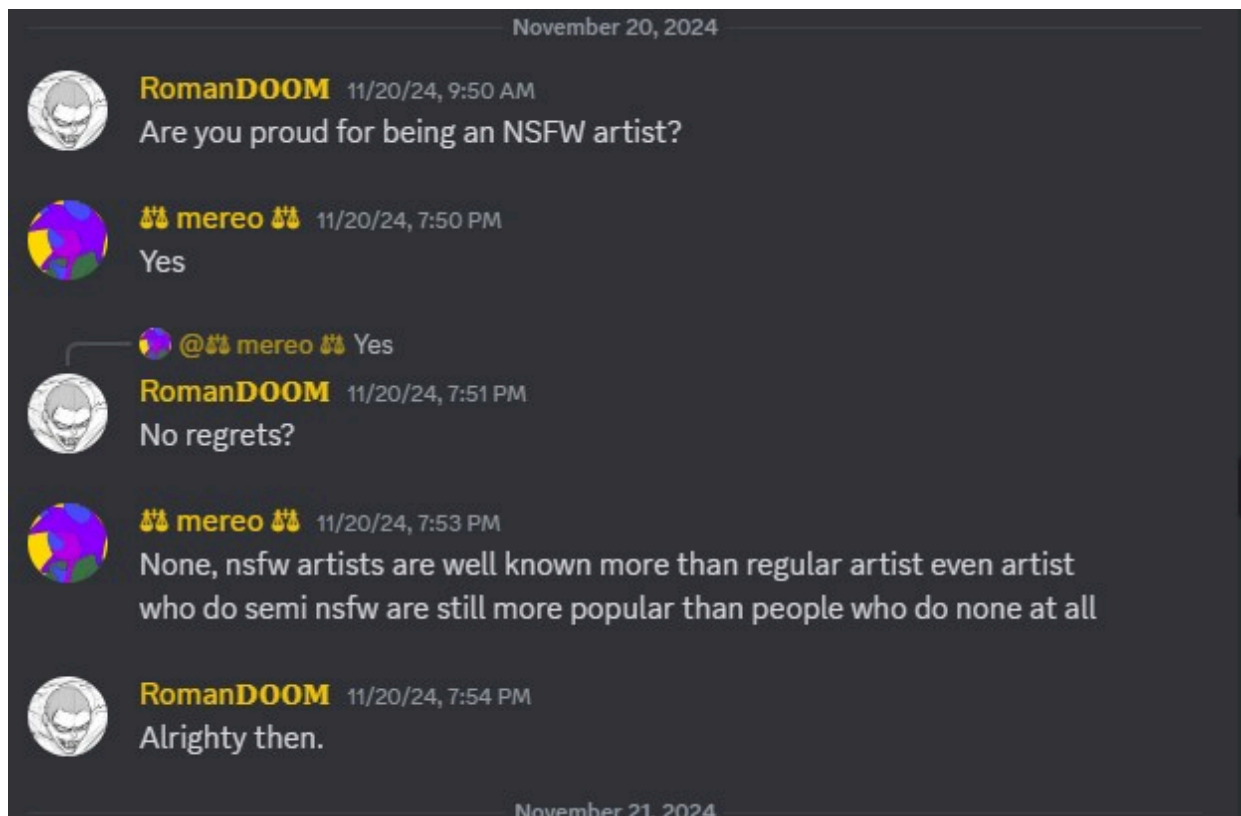 November 20, 2024
RomanDOOM 11/20/24, 9:50 AM
Are you proud for being an NSFW artist?
mereo 11/20/24, 7:50 PM
Yes
@ mereo Yes
RomanDOOM 11/20/24, 7:51 PM
No regrets?
mereo 11/20/24, 7:53 PM
None, nsfw artists are well known more than regular artist even artist
who do semi nsfw are still more popular than people who do none at all
RomanDOOM 11/20/24, 7:54 PM
Alrighty then.
November 21, 2024